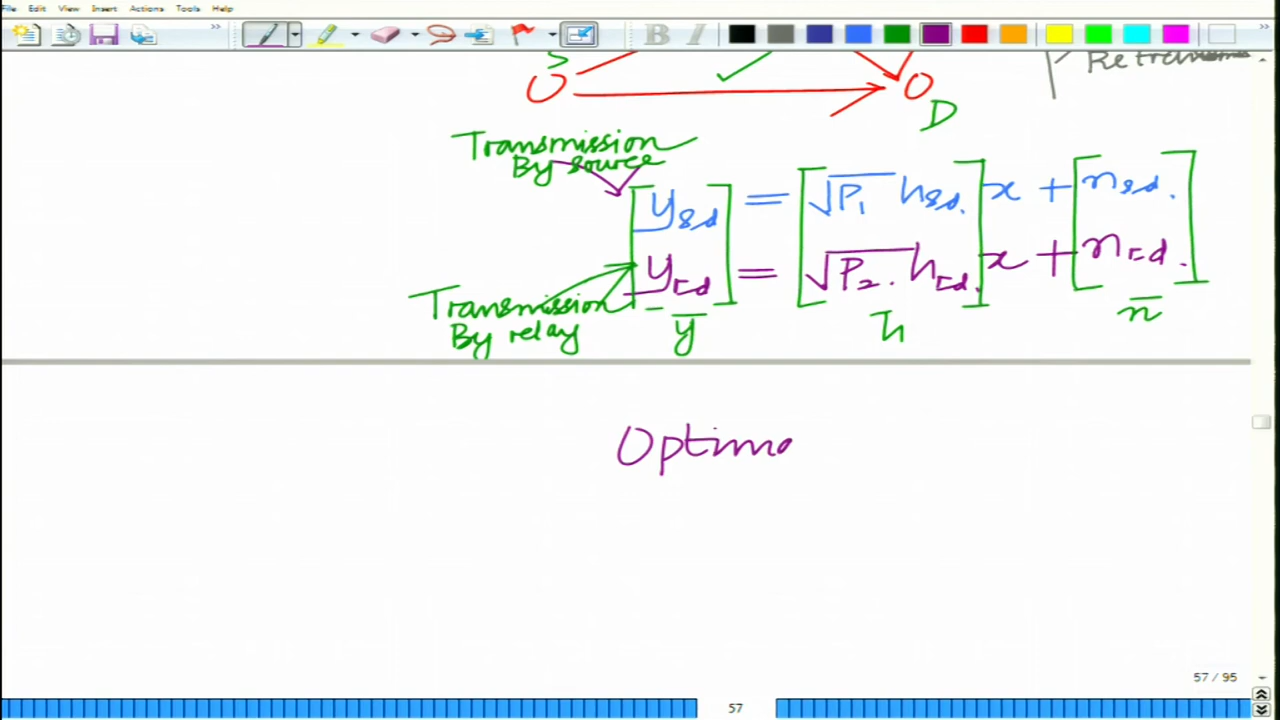 File Edit View Insert Actions Tools Help
S
D
Transmission
By source
y_sd = √P₁ h_sd. x + n_sd.
y_rd = √P₂. h_rd. x + n_rd.
Transmission
By relay
ȳ h̄ n̄
Optima
57 / 95
57